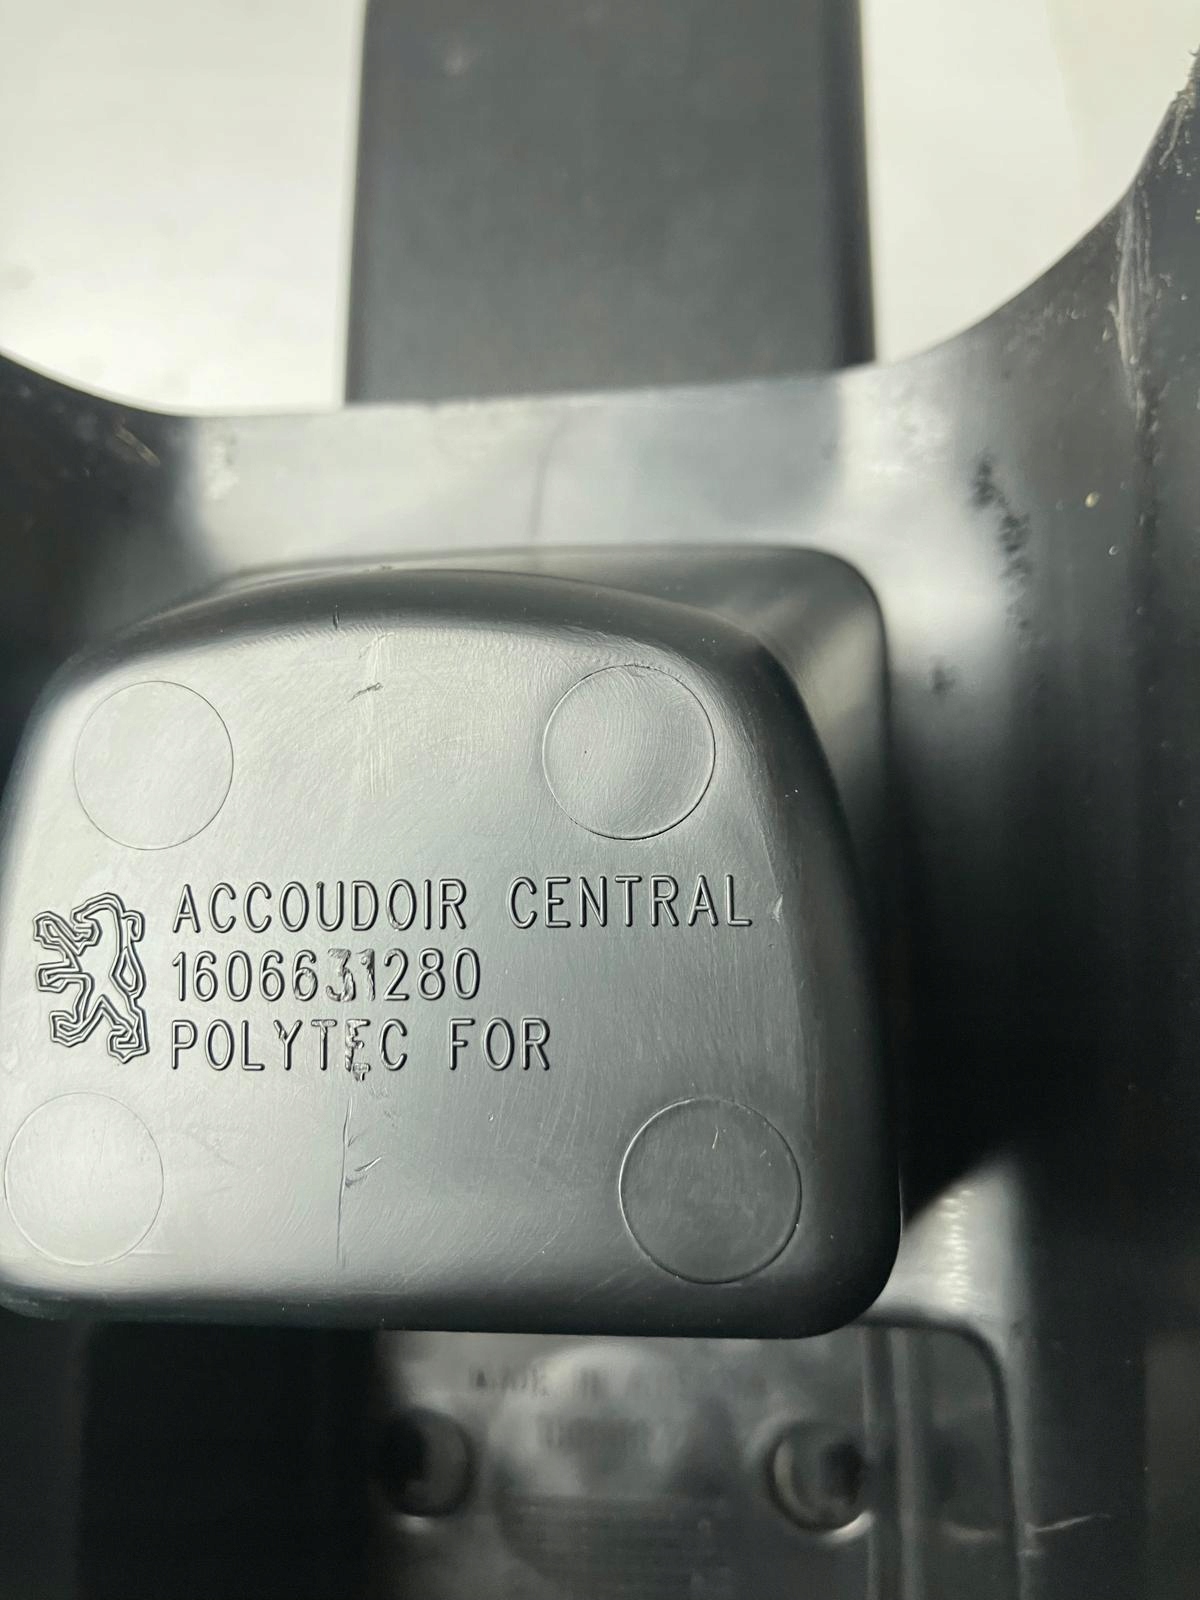 ACCOUDOIR CENTRAL
1606631280
POLYTEC FOR